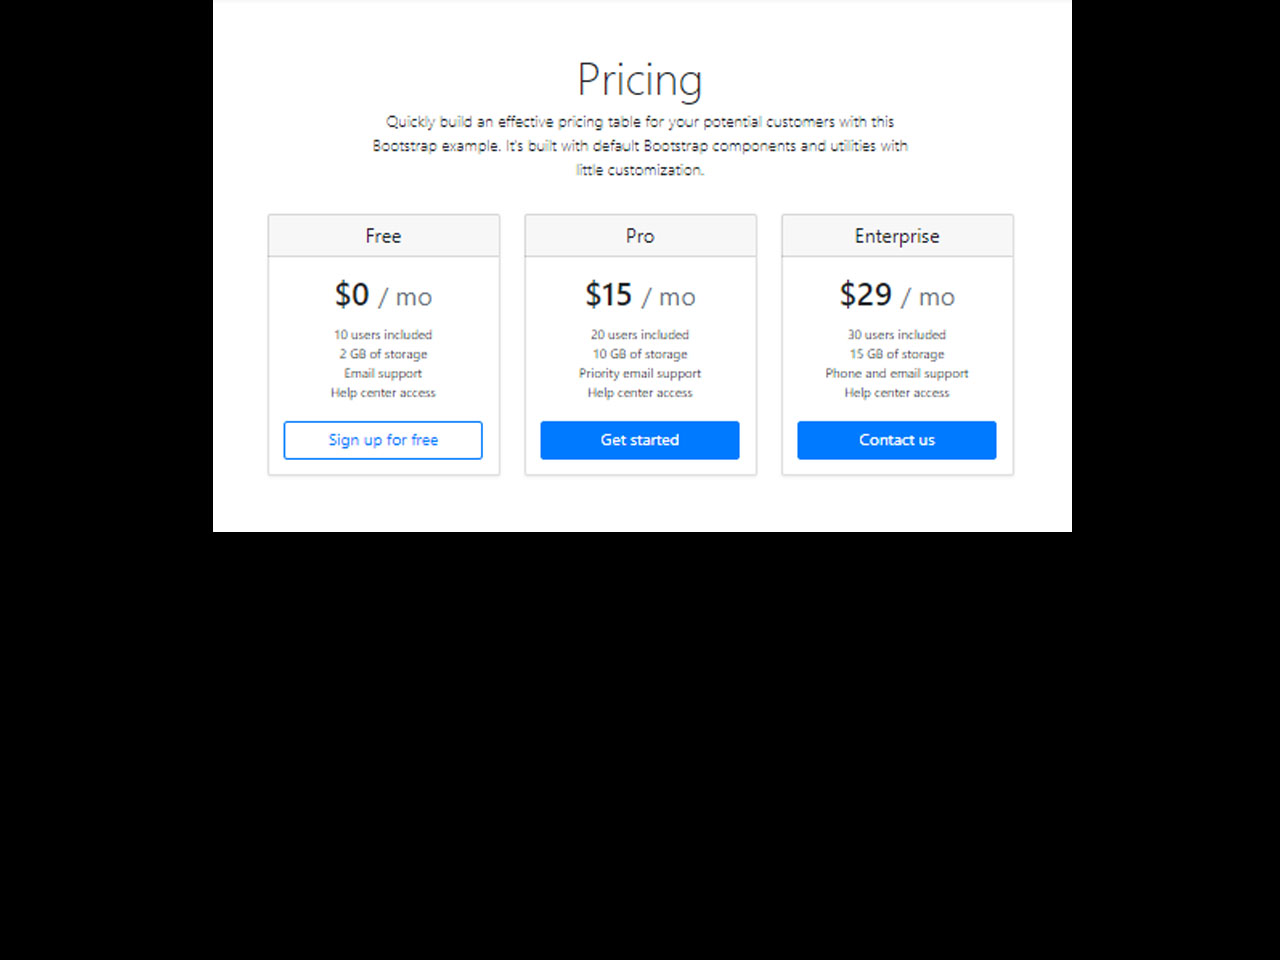 Pricing
Quickly build an effective pricing table for your potential customers with this
Bootstrap example. It's built with default Bootstrap components and utilities with
little customization.
Free
$0 / mo
10 users included
2 GB of storage
Email support
Help center access
Sign up for free
Pro
$15 / mo
20 users included
10 GB of storage
Priority email support
Help center access
Get started
Enterprise
$29 / mo
30 users included
15 GB of storage
Phone and email support
Help center access
Contact us